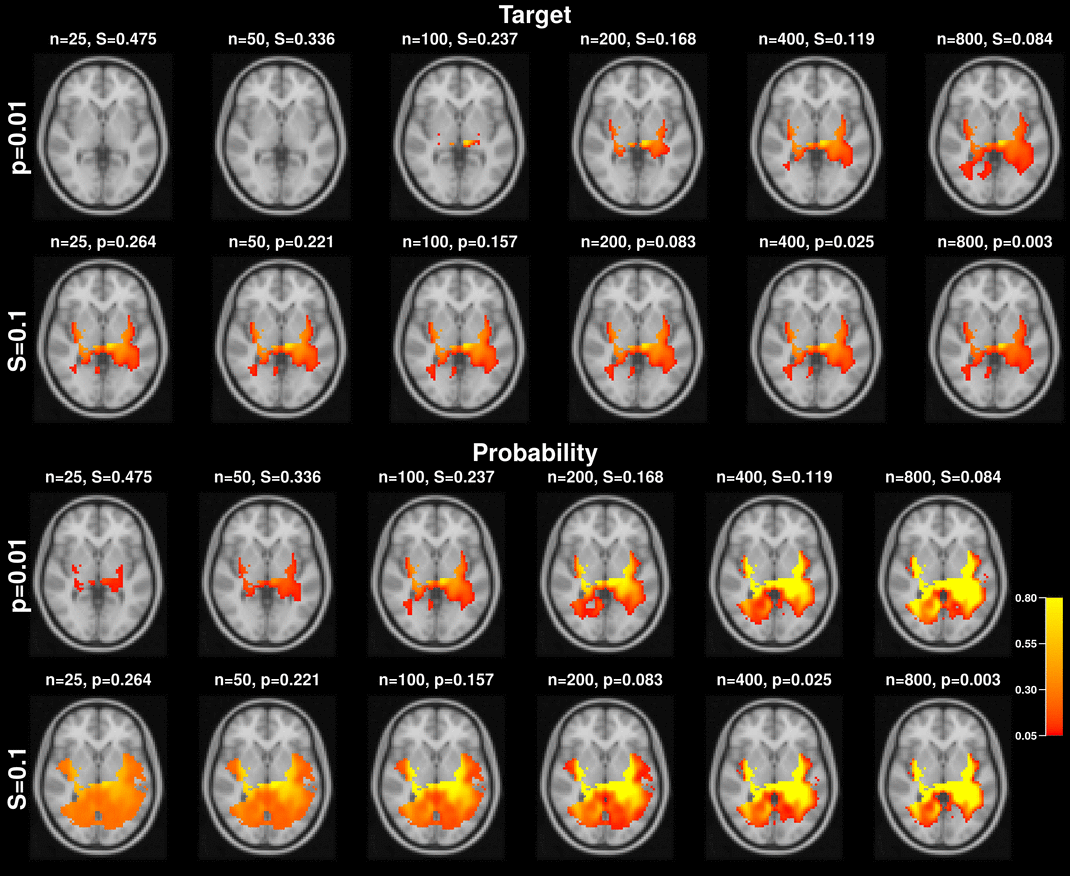 Target
n=25, S=0.475 n=50, S=0.336 n=100, S=0.237 n=200, S=0.168 n=400, S=0.119 n=800, S=0.084
p=0.01
n=25, p=0.264 n=50, p=0.221 n=100, p=0.157 n=200, p=0.083 n=400, p=0.025 n=800, p=0.003
S=0.1
Probability
n=25, S=0.475 n=50, S=0.336 n=100, S=0.237 n=200, S=0.168 n=400, S=0.119 n=800, S=0.084
p=0.01
0.80
0.55
0.30
0.05
n=25, p=0.264 n=50, p=0.221 n=100, p=0.157 n=200, p=0.083 n=400, p=0.025 n=800, p=0.003
S=0.1